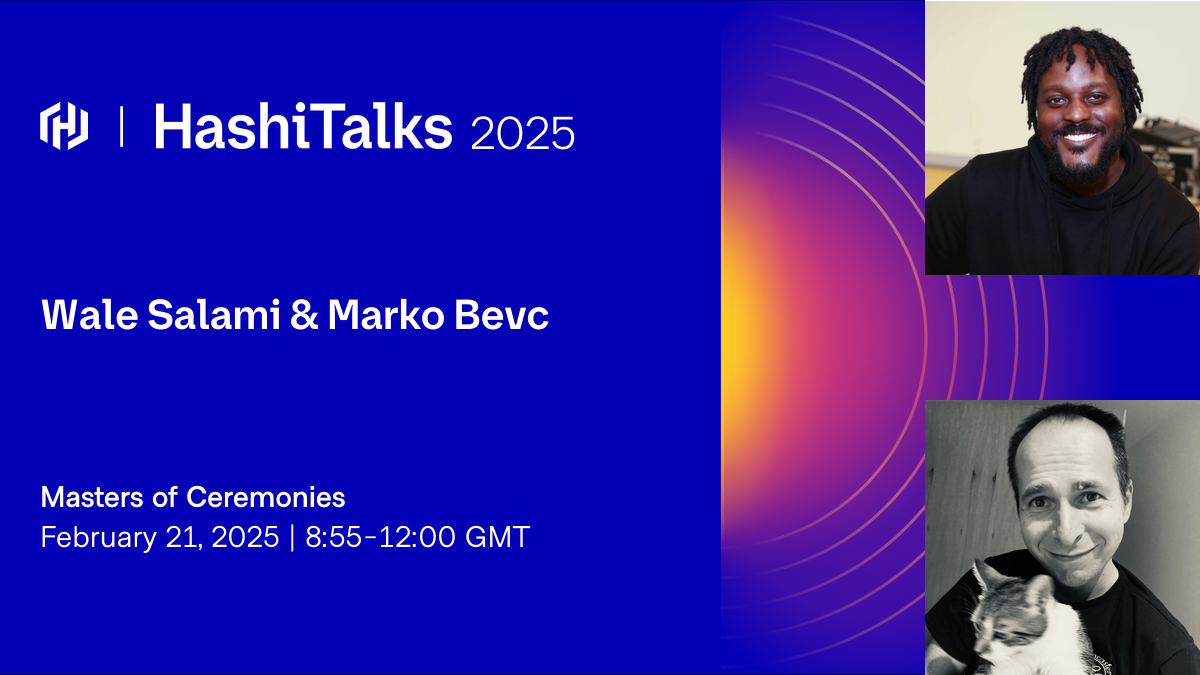 HashiTalks 2025
Wale Salami & Marko Bevc
Masters of Ceremonies
February 21, 2025 | 8:55–12:00 GMT